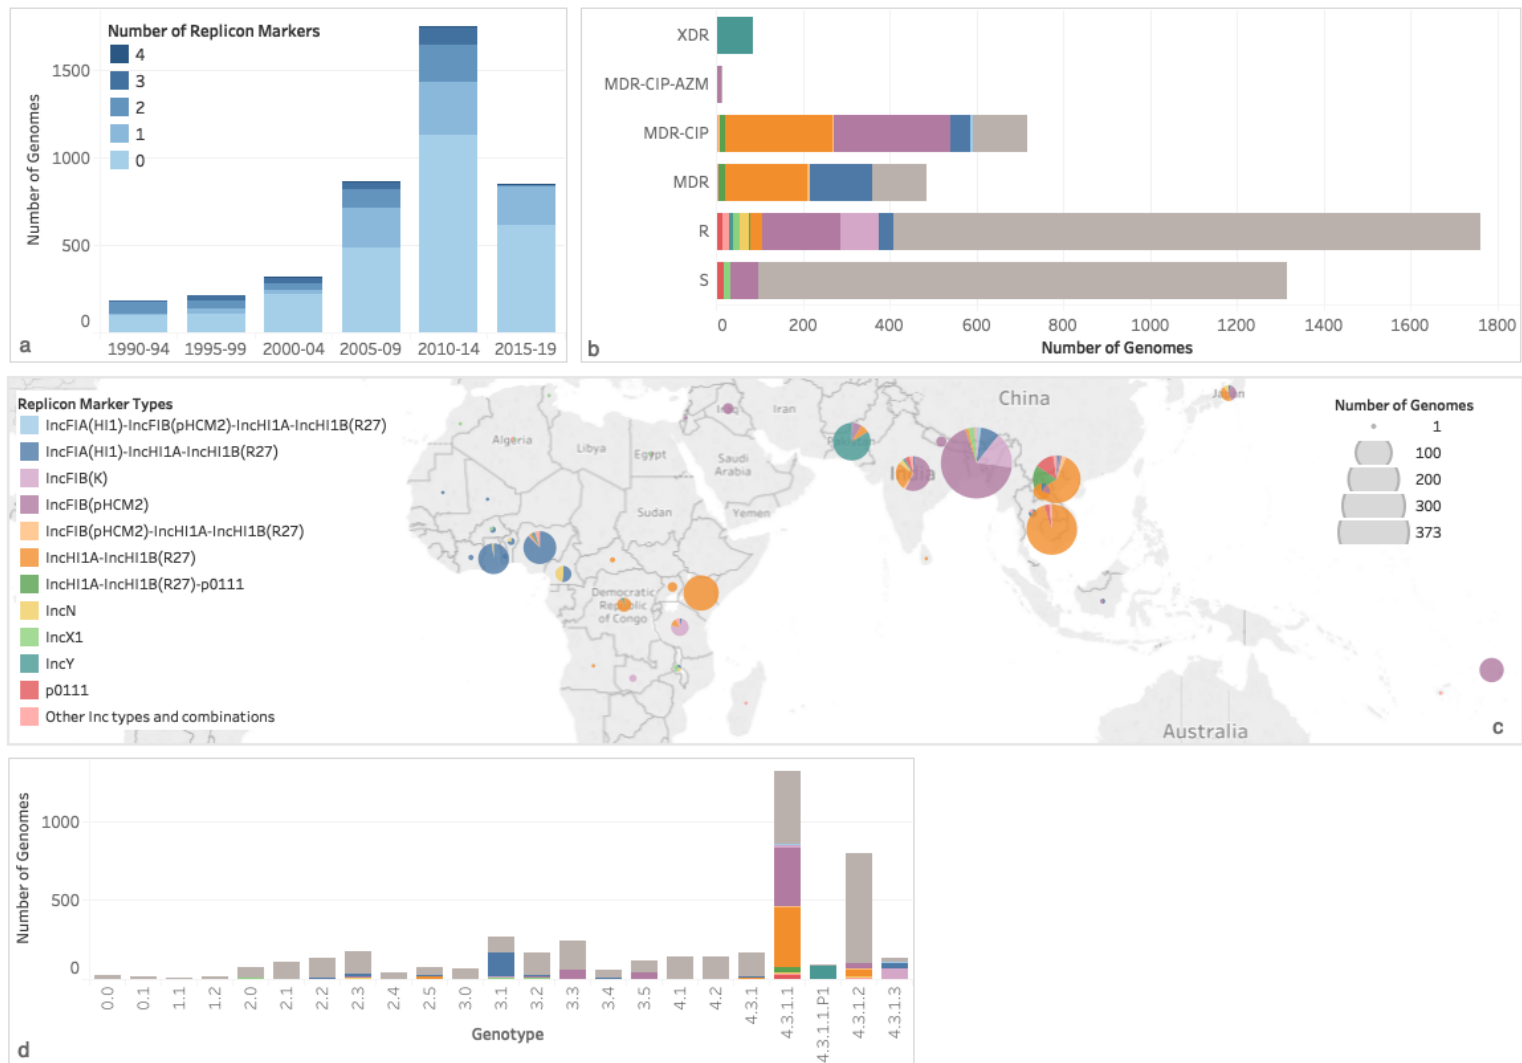 Number of Replicon Markers
4
3
2
1
0
Number of Genomes
1500
1000
500
0
1990-94
1995-99
2000-04
2005-09
2010-14
2015-19
a
XDR
MDR-CIP-AZM
MDR-CIP
MDR
R
S
0
200
400
600
800
1000
1200
1400
1600
1800
Number of Genomes
b
Replicon Marker Types
IncFIA(HI1)-IncFIB(pHCM2)-IncHI1A-IncHI1B(R27)
IncFIA(HI1)-IncHI1A-IncHI1B(R27)
IncFIB(K)
IncFIB(pHCM2)
IncFIB(pHCM2)-IncHI1A-IncHI1B(R27)
IncHI1A-IncHI1B(R27)
IncHI1A-IncHI1B(R27)-p0111
IncN
IncX1
IncY
p0111
Other Inc types and combinations
Algeria
Libya
Egypt
Saudi
Arabia
Sudan
Yemen
Democratic
Republic
of Congo
Iraq
Iran
Pakistan
India
China
Japan
Australia
Number of Genomes
1
100
200
300
373
c
Number of Genomes
1000
500
0
0.0
0.1
1.1
1.2
2.0
2.1
2.2
2.3
2.4
2.5
3.0
3.1
3.2
3.3
3.4
3.5
4.1
4.2
4.3.1
4.3.1.1
4.3.1.1.P1
4.3.1.2
4.3.1.3
Genotype
d